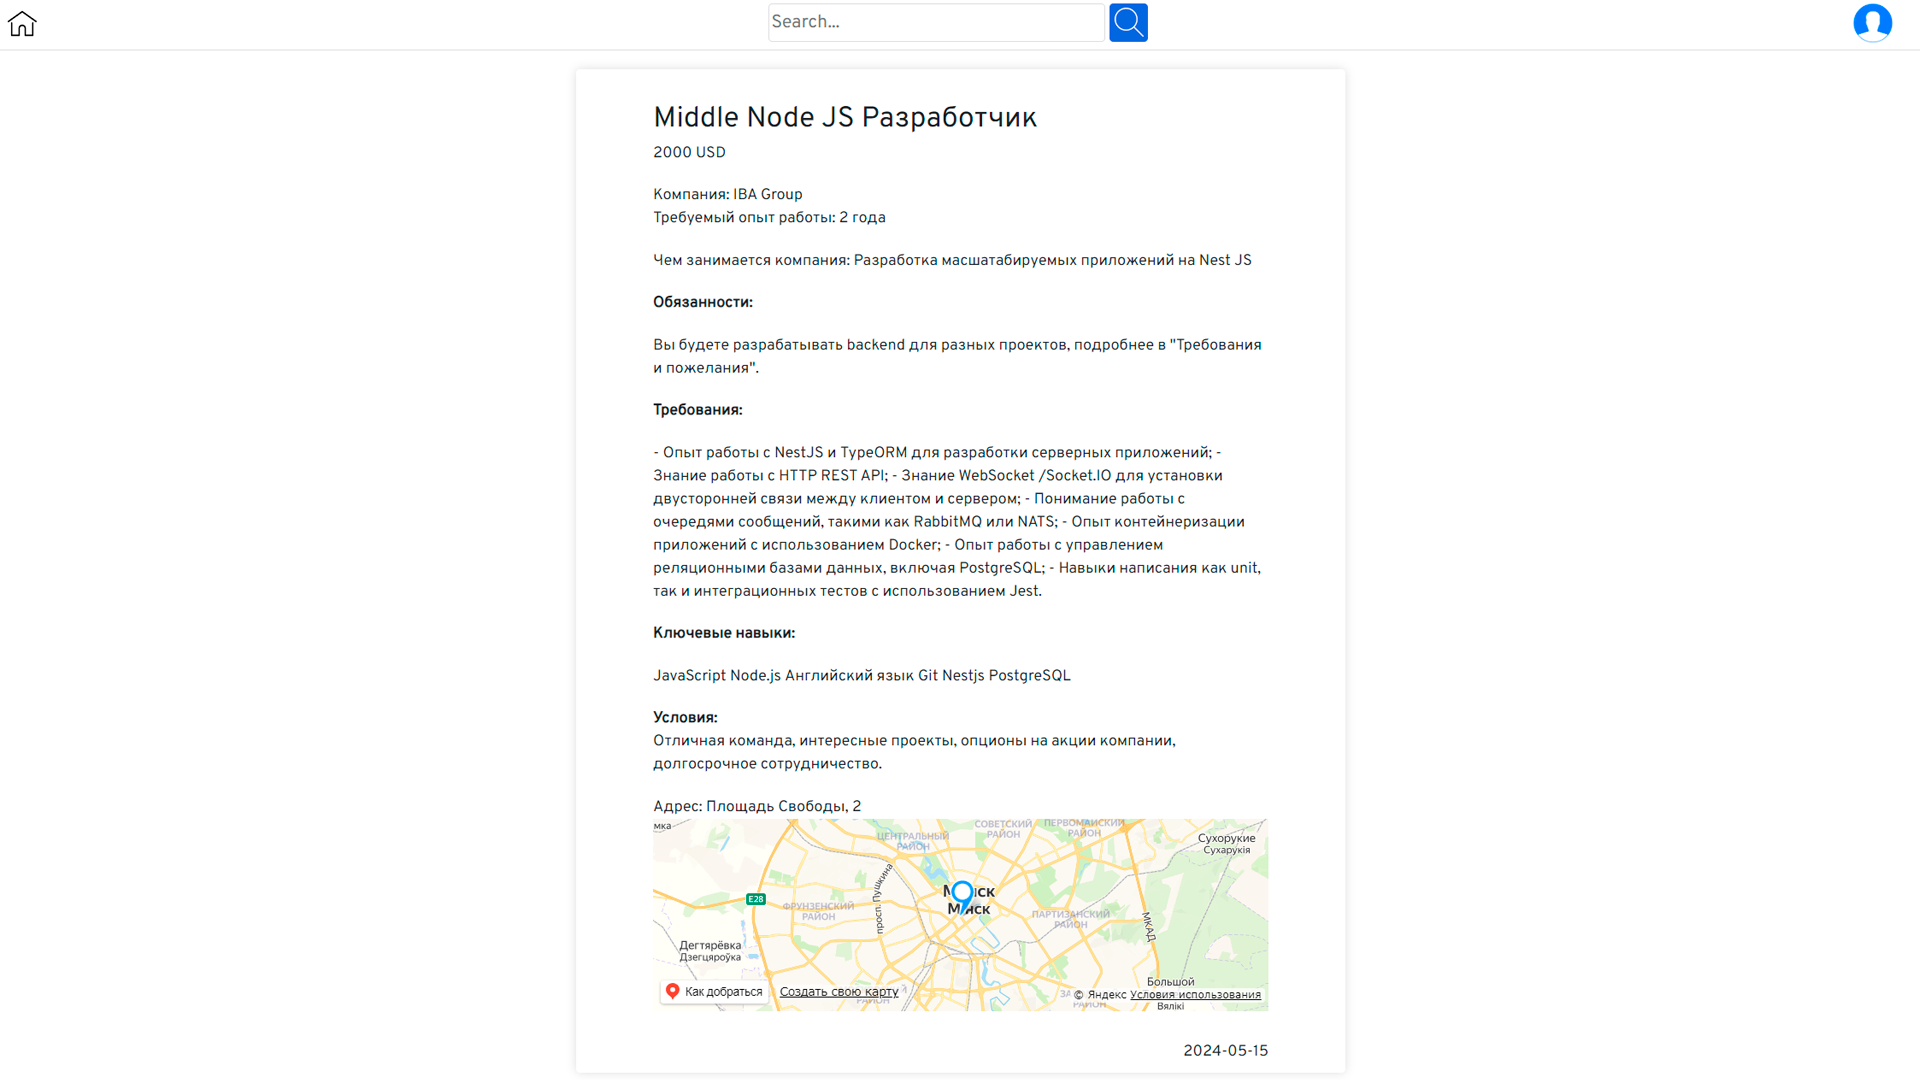 Search...
Middle Node JS Разработчик
2000 USD
Компания: IBA Group
Требуемый опыт работы: 2 года
Чем занимается компания: Разработка масшатабируемых приложений на Nest JS
Обязанности:
Вы будете разрабатывать backend для разных проектов, подробнее в "Требования
и пожелания".
Требования:
- Опыт работы с NestJS и TypeORM для разработки серверных приложений; -
Знание работы с HTTP REST API; - Знание WebSocket /Socket.IO для установки
двусторонней связи между клиентом и сервером; - Понимание работы с
очередями сообщений, такими как RabbitMQ или NATS; - Опыт контейнеризации
приложений с использованием Docker; - Опыт работы с управлением
реляционными базами данных, включая PostgreSQL; - Навыки написания как unit,
так и интеграционных тестов с использованием Jest.
Ключевые навыки:
JavaScript Node.js Английский язык Git Nestjs PostgreSQL
Условия:
Отличная команда, интересные проекты, опционы на акции компании,
долгосрочное сотрудничество.
Адрес: Площадь Свободы, 2
мка
ЦЕНТРАЛЬНЫЙ
РАЙОН
СОВЕТСКИЙ
РАЙОН
ПЕРВОМАЙСКИЙ
РАЙОН
Сухорукие
Сухарукія
просп. Пушкина
E28
ФРУНЗЕНСКИЙ
РАЙОН
ПАРТИЗАНСКИЙ
РАЙОН
МКАД
Дегтярёвка
Дзегцяроўка
Большой
Вялікі
Как добраться
Создать свою карту
РАЙОН
© Яндекс Условия использования
РАЙОН
2024-05-15